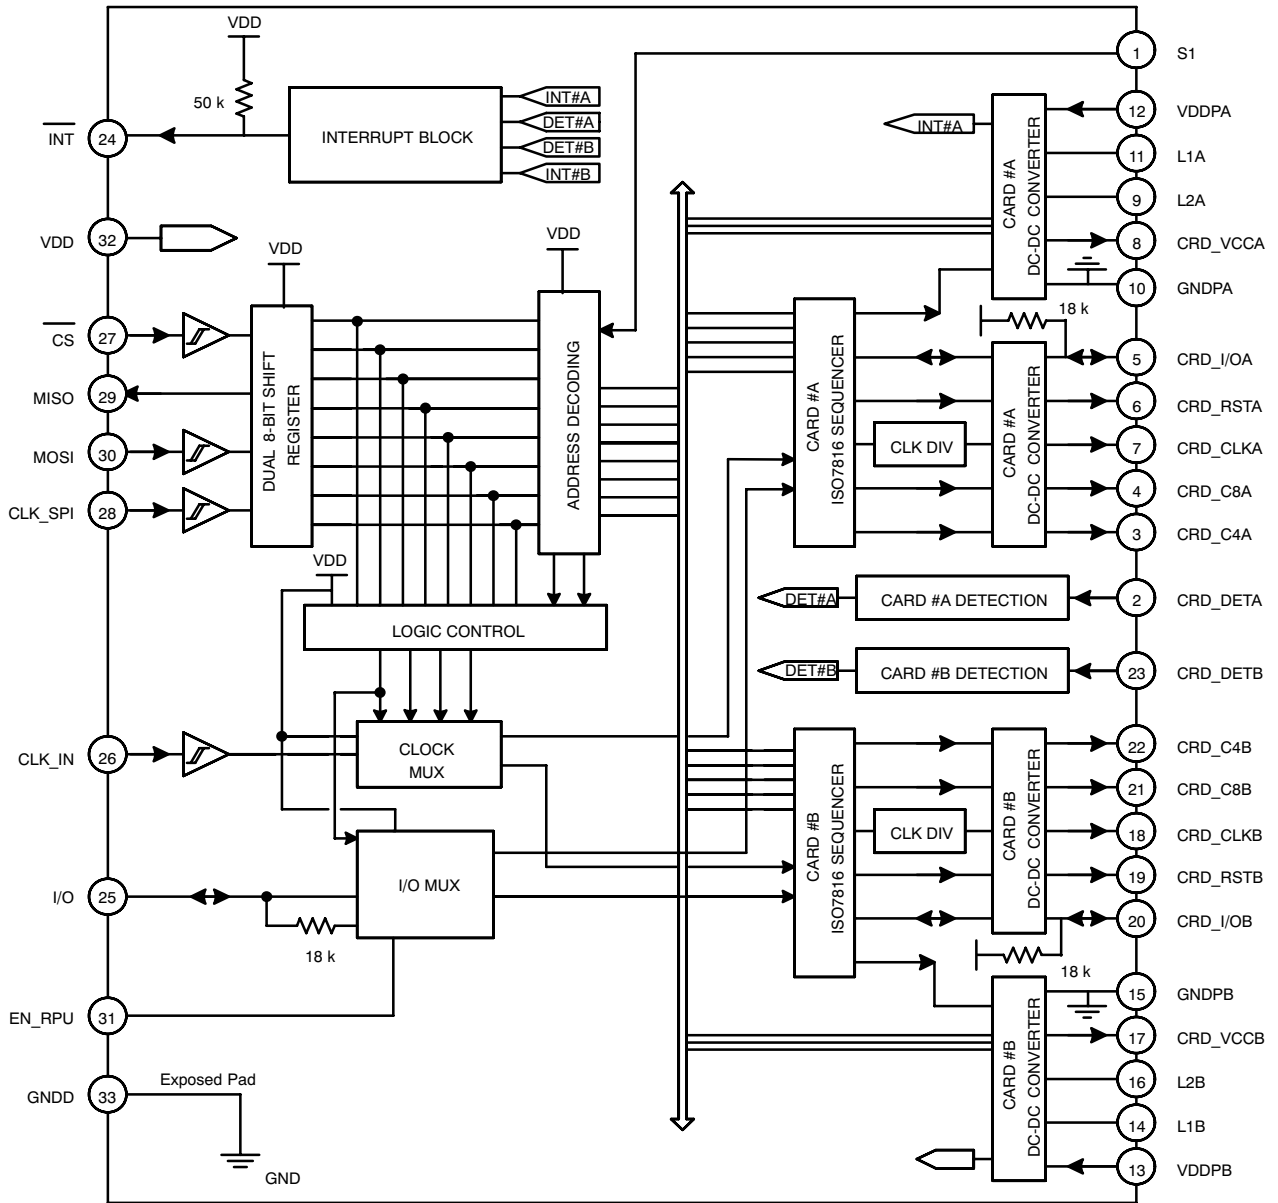 VDD
50 k
INT
24
INTERRUPT BLOCK
INT#A
DET#A
DET#B
INT#B
VDD
32
VDD
VDD
CS
27
MISO
29
MOSI
30
CLK_SPI
28
DUAL 8-BIT SHIFT
REGISTER
ADDRESS DECODING
VDD
LOGIC CONTROL
CLK_IN
26
CLOCK
MUX
I/O
25
18 k
I/O MUX
EN_RPU
31
GNDD
33
Exposed Pad
GND
1
S1
INT#A
CARD #A
DC-DC CONVERTER
12
VDDPA
11
L1A
9
L2A
8
CRD_VCCA
10
GNDPA
18 k
CARD #A
ISO7816 SEQUENCER
CLK DIV
CARD #A
DC-DC CONVERTER
5
CRD_I/OA
6
CRD_RSTA
7
CRD_CLKA
4
CRD_C8A
3
CRD_C4A
DET#A
CARD #A DETECTION
2
CRD_DETA
DET#B
CARD #B DETECTION
23
CRD_DETB
CARD #B
ISO7816 SEQUENCER
CLK DIV
CARD #B
DC-DC CONVERTER
22
CRD_C4B
21
CRD_C8B
18
CRD_CLKB
19
CRD_RSTB
20
CRD_I/OB
18 k
CARD #B
DC-DC CONVERTER
15
GNDPB
17
CRD_VCCB
16
L2B
14
L1B
13
VDDPB